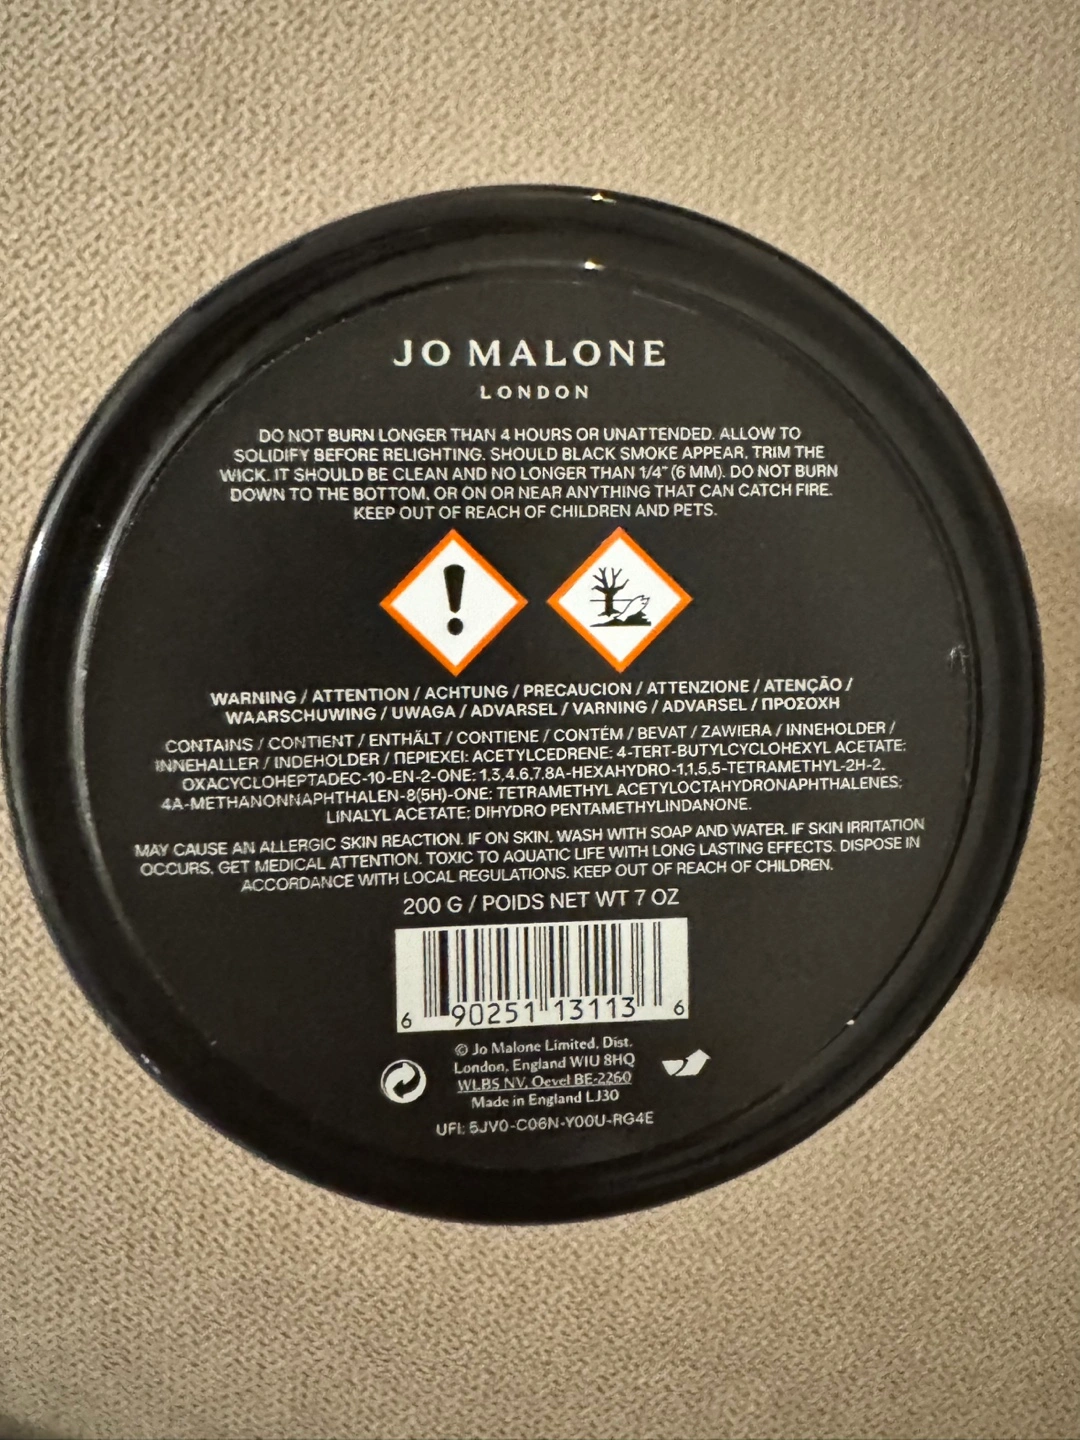 JO MALONE
LONDON
DO NOT BURN LONGER THAN 4 HOURS OR UNATTENDED. ALLOW TO
SOLIDIFY BEFORE RELIGHTING. SHOULD BLACK SMOKE APPEAR, TRIM THE
WICK. IT SHOULD BE CLEAN AND NO LONGER THAN 1/4" (6 MM). DO NOT BURN
DOWN TO THE BOTTOM, OR ON OR NEAR ANYTHING THAT CAN CATCH FIRE.
KEEP OUT OF REACH OF CHILDREN AND PETS.
WARNING / ATTENTION / ACHTUNG / PRECAUCION / ATTENZIONE / ATENÇÃO /
WAARSCHUWING / UWAGA / ADVARSEL / VARNING / ADVARSEL / ΠΡΟΣΟΧΗ
CONTAINS / CONTIENT / ENTHÄLT / CONTIENE / CONTÉM / BEVAT / ZAWIERA / INNEHOLDER /
INNEHALLER / INDEHOLDER / ΠΕΡΙΕΧΕΙ: ACETYLCEDRENE; 4-TERT-BUTYLCYCLOHEXYL ACETATE;
OXACYCLOHEPTADEC-10-EN-2-ONE; 1,3,4,6,7,8A-HEXAHYDRO-1,1,5,5-TETRAMETHYL-2H-2,
4A-METHANONNAPHTHALEN-8(5H)-ONE; TETRAMETHYL ACETYLOCTAHYDRONAPHTHALENES;
LINALYL ACETATE; DIHYDRO PENTAMETHYLINDANONE.
MAY CAUSE AN ALLERGIC SKIN REACTION. IF ON SKIN, WASH WITH SOAP AND WATER. IF SKIN IRRITATION
OCCURS, GET MEDICAL ATTENTION. TOXIC TO AQUATIC LIFE WITH LONG LASTING EFFECTS. DISPOSE IN
ACCORDANCE WITH LOCAL REGULATIONS. KEEP OUT OF REACH OF CHILDREN.
200 G / POIDS NET WT 7 OZ
6 90251 13113 6
© Jo Malone Limited, Dist.
London, England W1U 8HQ
WLBS NV, Oevel BE-2260
Made in England LJ30
UFI: 5JV0-C06N-Y00U-RG4E